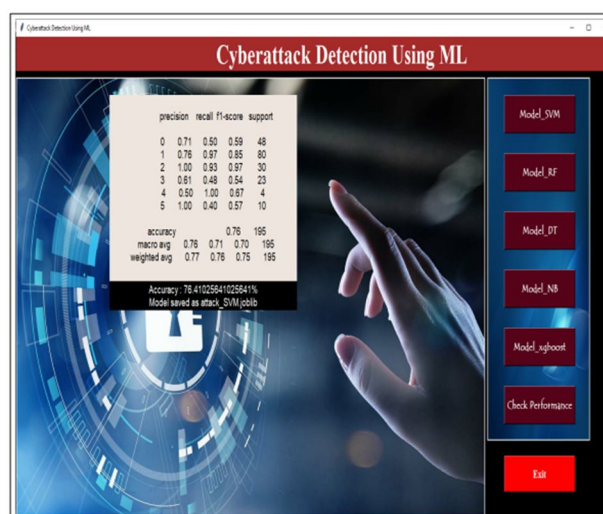 Cyberattack Detection Using ML
Cyberattack Detection Using ML
precision recall f1-score support
0 0.71 0.50 0.59 48
1 0.76 0.97 0.85 80
2 1.00 0.93 0.97 30
3 0.61 0.48 0.54 23
4 0.50 1.00 0.67 4
5 1.00 0.40 0.57 10
accuracy 0.76 195
macro avg 0.76 0.71 0.70 195
weighted avg 0.77 0.76 0.75 195
Accuracy : 76.41025641025641%
Model saved as attack_SVM.joblib
Model_SVM
Model_RF
Model_DT
Model_NB
Model_xgboost
Check Performance
Exit